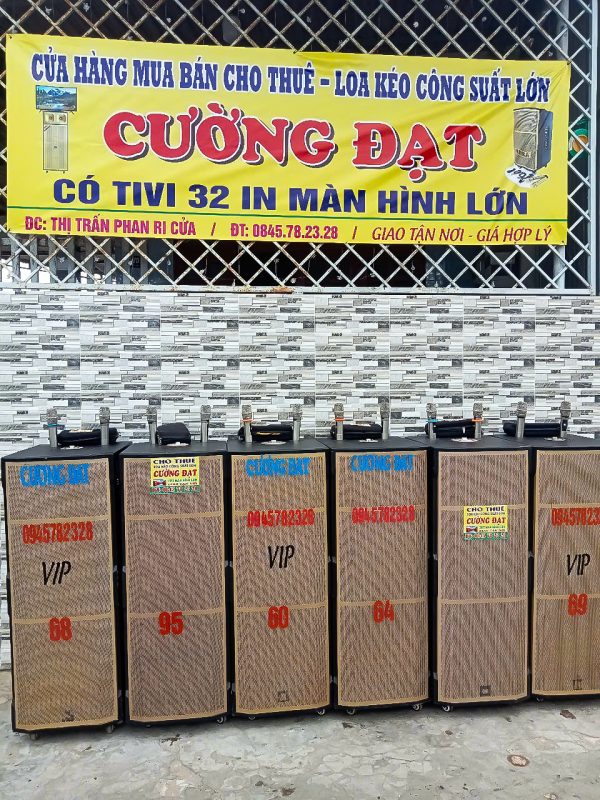 CỬA HÀNG MUA BÁN CHO THUÊ - LOA KÉO CÔNG SUẤT LỚN
CƯỜNG ĐẠT
CÓ TIVI 32 IN MÀN HÌNH LỚN
ĐC: THỊ TRẤN PHAN RI CỬA / ĐT: 0845.78.23.28 / GIAO TẬN NƠI - GIÁ HỢP LÝ
CƯỜNG ĐẠT
0945782328
VIP
68
CHO THUÊ
CƯỜNG ĐẠT
95
CƯỜNG ĐẠT
0945782328
VIP
60
CƯỜNG ĐẠT
0945782328
64
CHO THUÊ
CƯỜNG ĐẠT
VIP
69